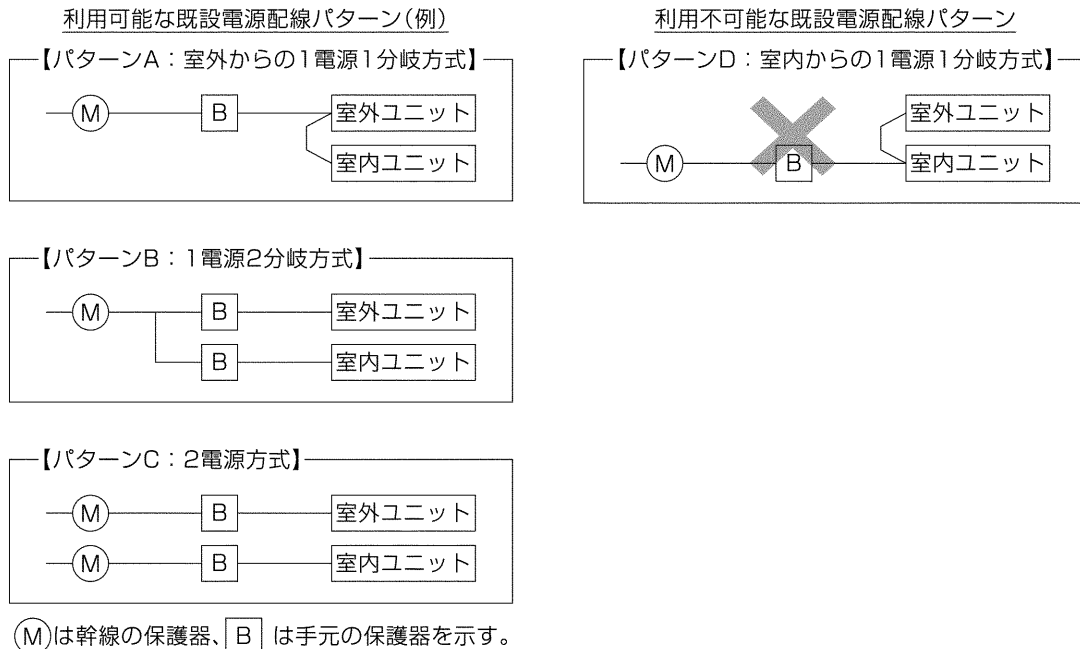 利用可能な既設電源配線パターン(例)
【パターンA:室外からの1電源1分岐方式】
M B 室外ユニット
室内ユニット
【パターンB:1電源2分岐方式】
M B 室外ユニット
B 室内ユニット
【パターンC:2電源方式】
M B 室外ユニット
M B 室内ユニット
Mは幹線の保護器、B は手元の保護器を示す。
利用不可能な既設電源配線パターン
【パターンD:室内からの1電源1分岐方式】
室外ユニット
M B 室内ユニット